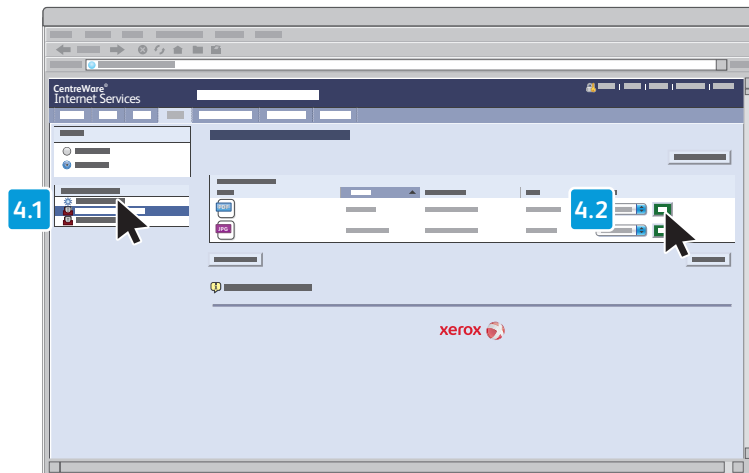 CentreWare®
Internet Services
4.1
4.2
PDF
JPG
xerox